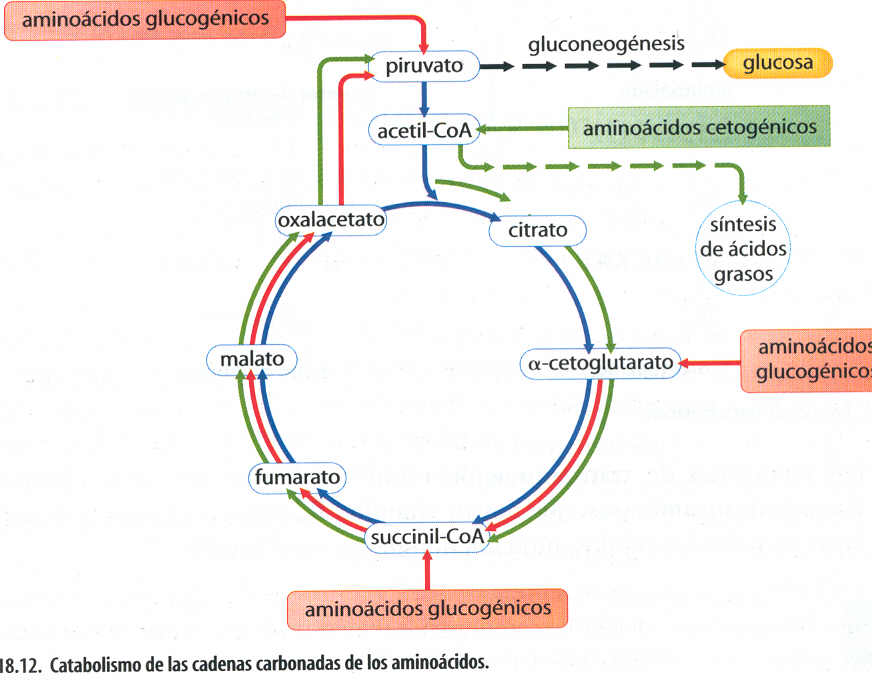 aminoácidos glucogénicos
piruvato
gluconeogénesis
glucosa
acetil-CoA
aminoácidos cetogénicos
oxalacetato
citrato
síntesis
de ácidos
grasos
malato
α-cetoglutarato
aminoácidos
glucogénicos
fumarato
succinil-CoA
aminoácidos glucogénicos
18.12. Catabolismo de las cadenas carbonadas de los aminoácidos.